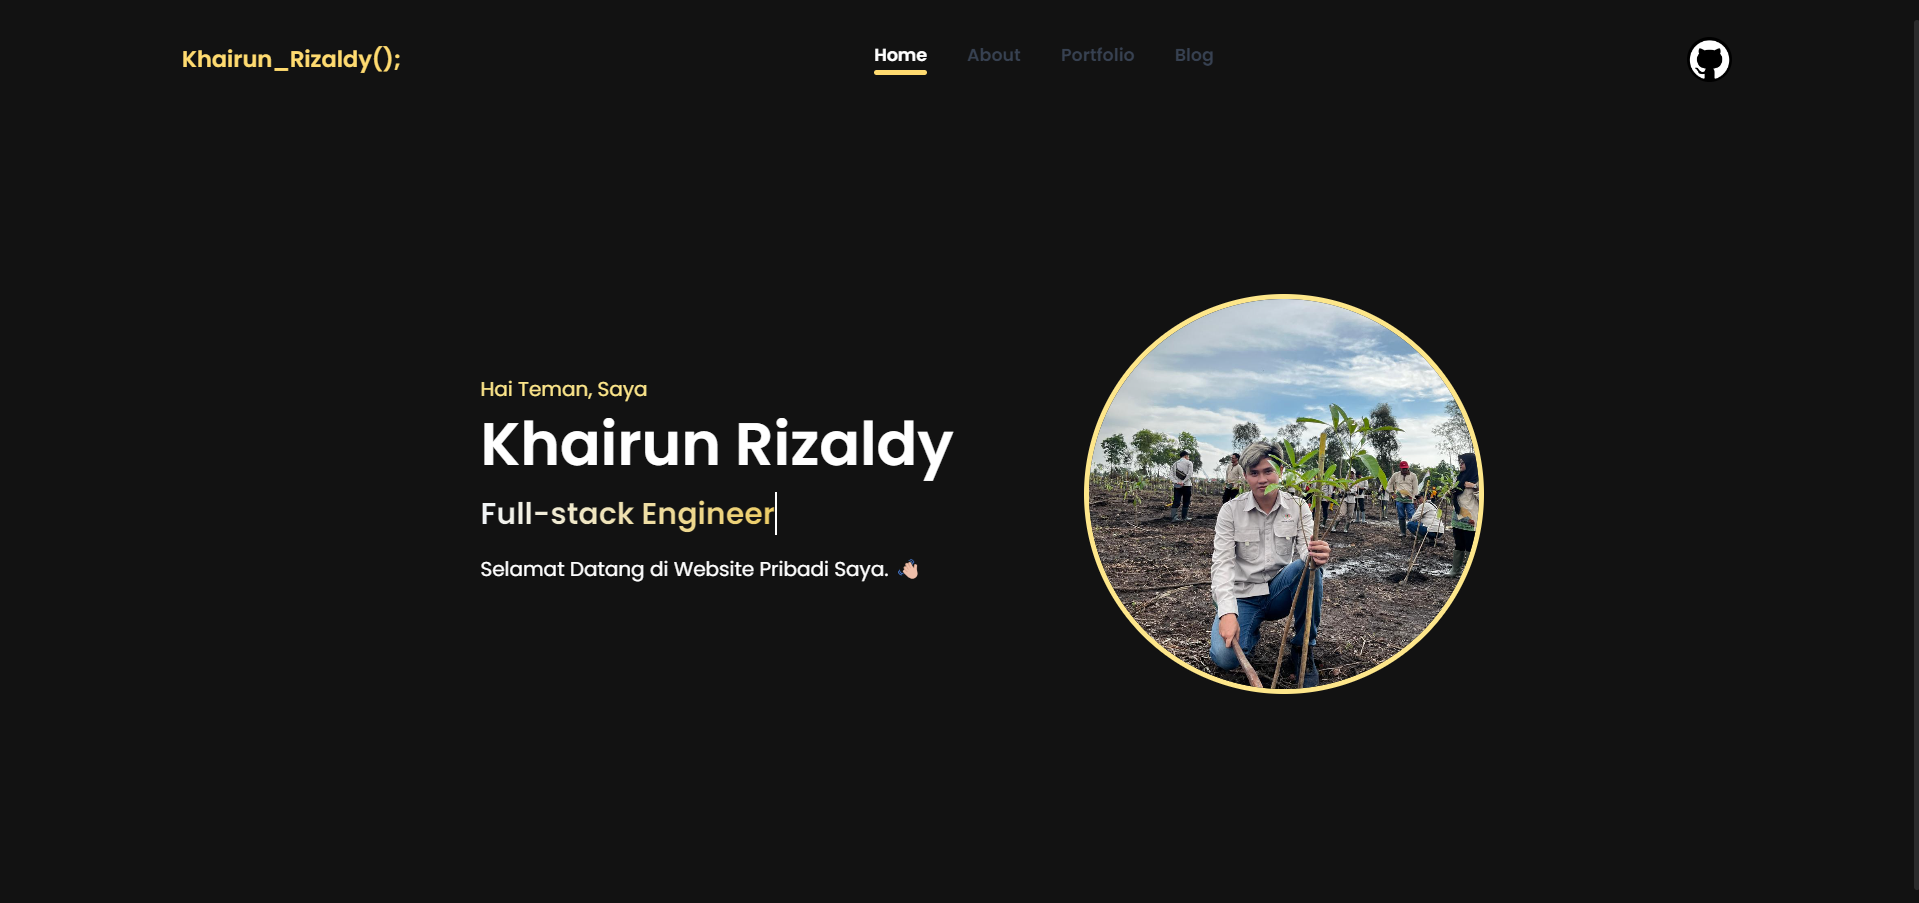 Khairun_Rizaldy();
Home About Portfolio Blog
Hai Teman, Saya
Khairun Rizaldy
Full-stack Engineer
Selamat Datang di Website Pribadi Saya. 👋🏻